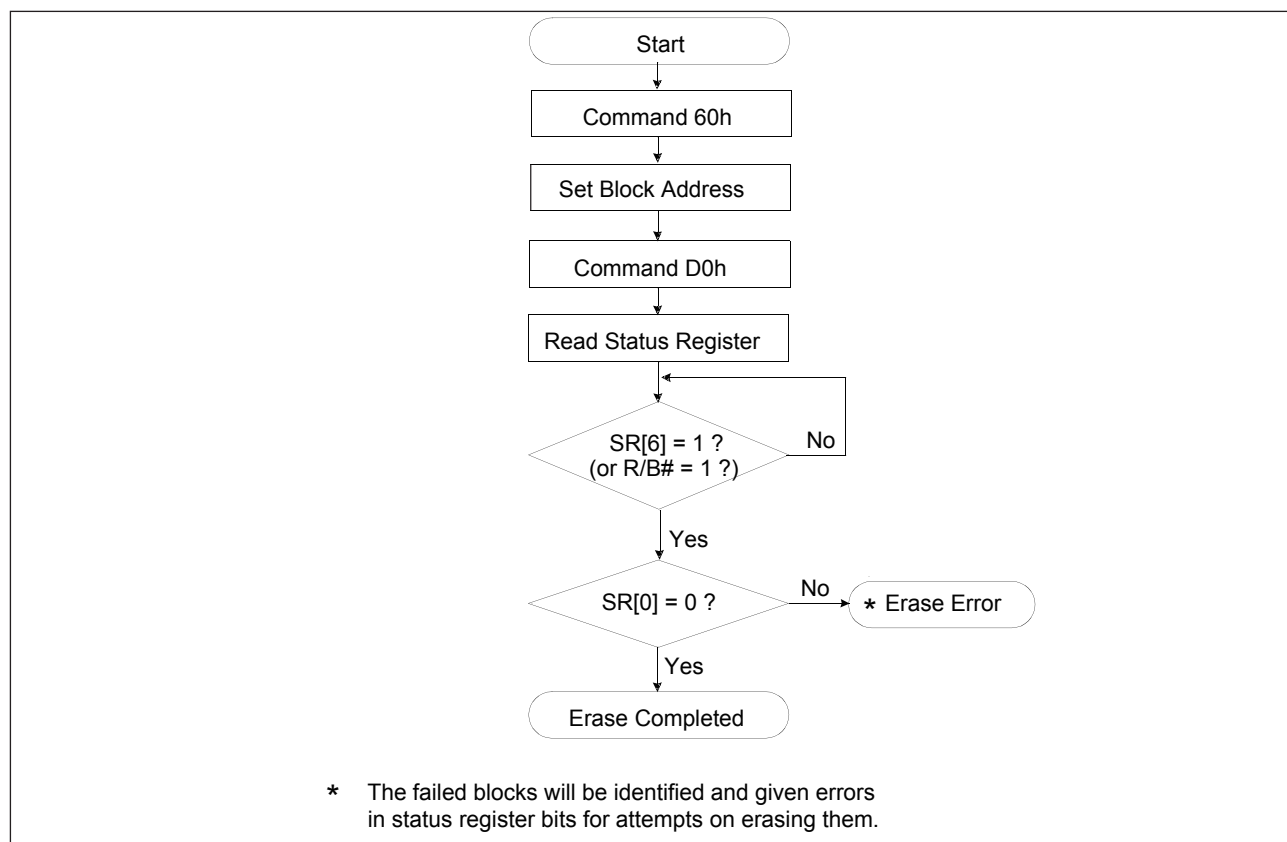 Start
Command 60h
Set Block Address
Command D0h
Read Status Register
SR[6] = 1 ?
(or R/B# = 1 ?)
No
Yes
SR[0] = 0 ?
No
* Erase Error
Yes
Erase Completed
* The failed blocks will be identified and given errors
in status register bits for attempts on erasing them.